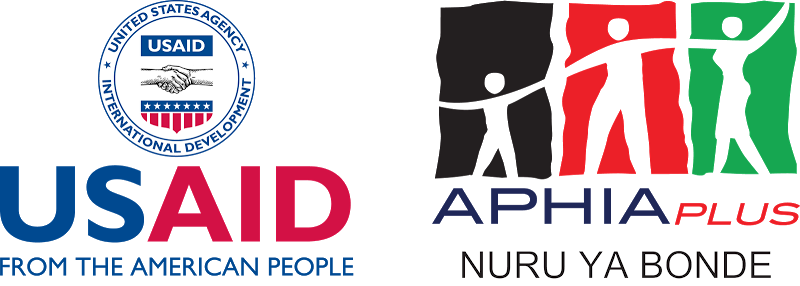 UNITED STATES AGENCY
USAID
INTERNATIONAL DEVELOPMENT
USAID
FROM THE AMERICAN PEOPLE
APHIA PLUS
NURU YA BONDE